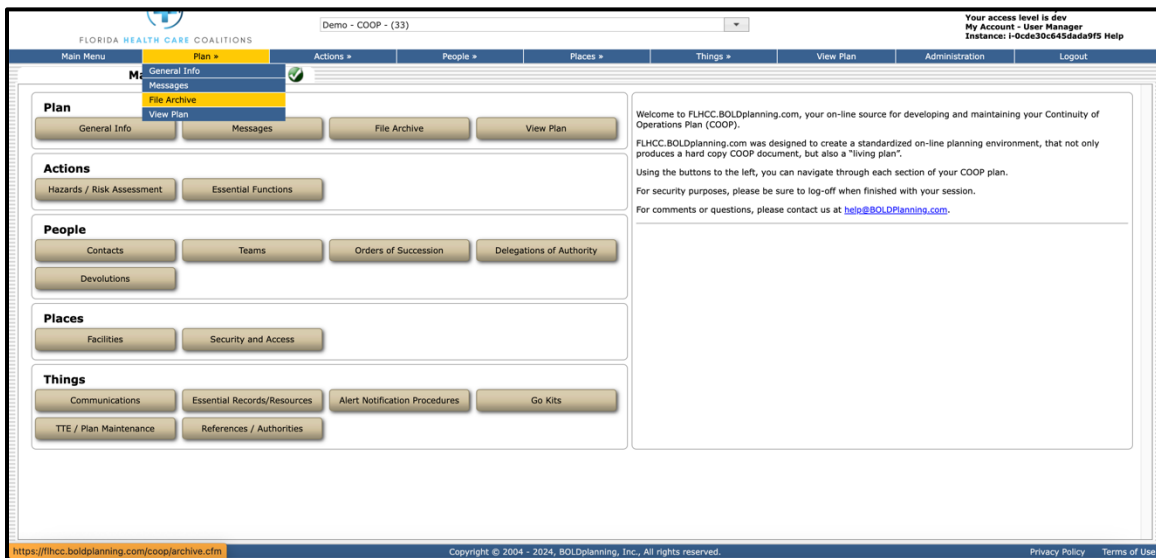 FLORIDA HEALTH CARE COALITIONS
Demo - COOP - (33)
Your access level is dev
My Account - User Manager
Instance: i-0cde30c645dada9f5 Help
Main Menu Plan » Actions » People » Places » Things » View Plan Administration Logout
General Info
Messages
File Archive
View Plan
Plan
General Info Messages File Archive View Plan
Actions
Hazards / Risk Assessment Essential Functions
People
Contacts Teams Orders of Succession Delegations of Authority
Devolutions
Places
Facilities Security and Access
Things
Communications Essential Records/Resources Alert Notification Procedures Go Kits
TTE / Plan Maintenance References / Authorities
Welcome to FLHCC.BOLDplanning.com, your on-line source for developing and maintaining your Continuity of
Operations Plan (COOP).
FLHCC.BOLDplanning.com was designed to create a standardized on-line planning environment, that not only
produces a hard copy COOP document, but also a "living plan".
Using the buttons to the left, you can navigate through each section of your COOP plan.
For security purposes, please be sure to log-off when finished with your session.
For comments or questions, please contact us at help@BOLDPlanning.com.
https://flhcc.boldplanning.com/coop/archive.cfm
Copyright © 2004 - 2024, BOLDplanning, Inc., All rights reserved.
Privacy Policy Terms of Use